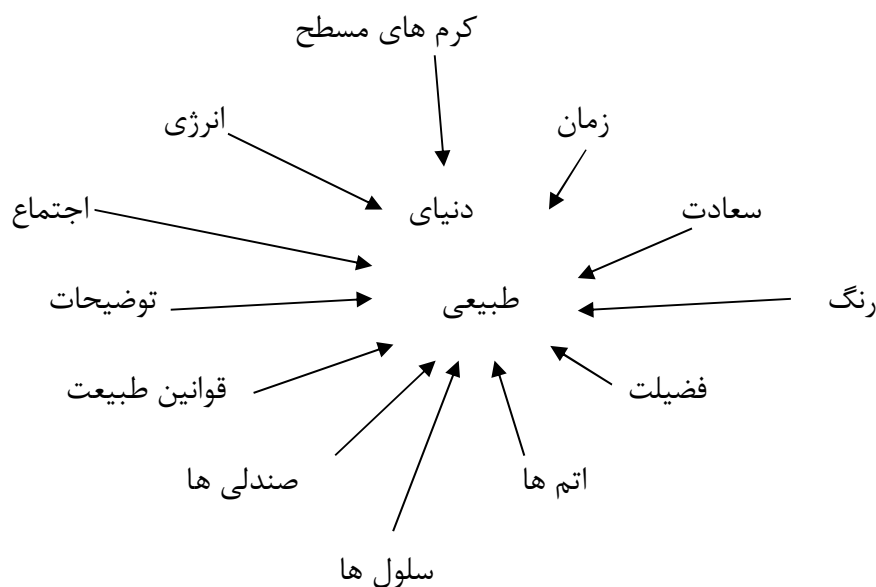 کرم های مسطح
انرژی
زمان
دنیای
سعادت
اجتماع
طبیعی
رنگ
توضیحات
فضیلت
قوانین طبیعت
اتم ها
صندلی ها
سلول ها